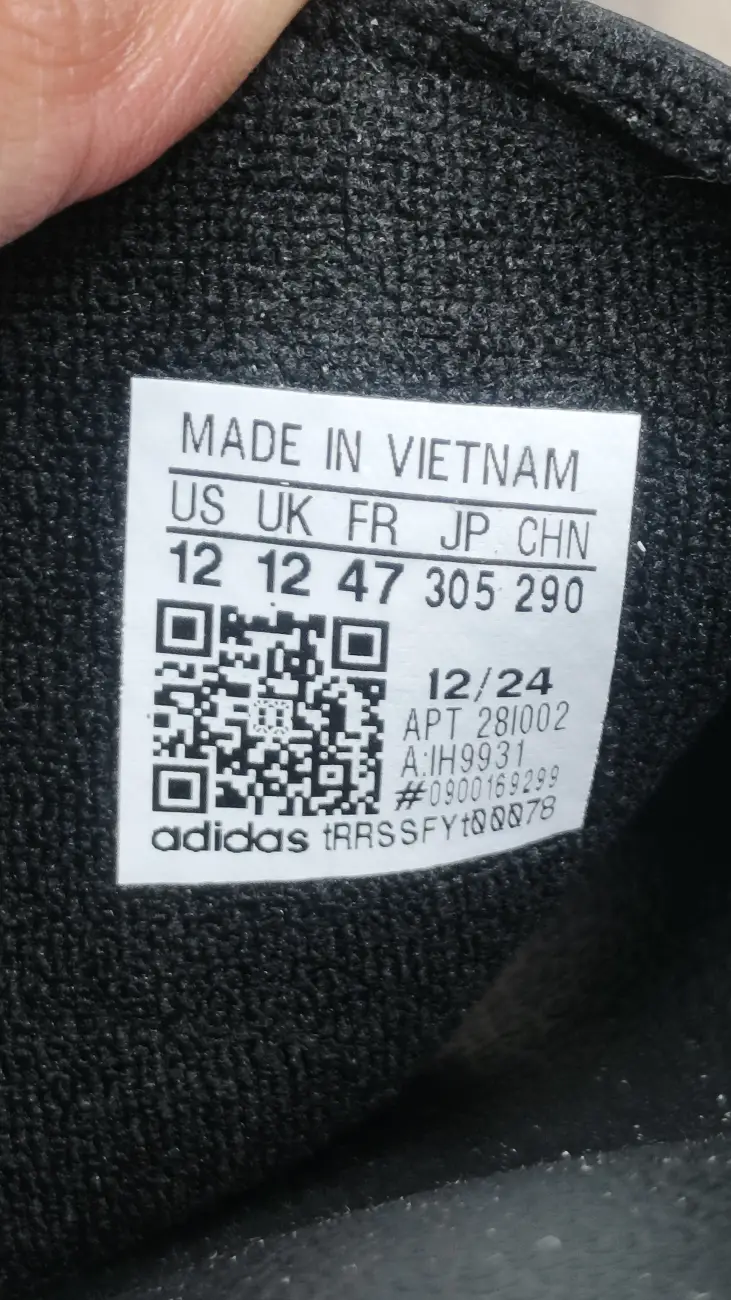 MADE IN VIETNAM
US UK FR JP CHN
12 12 47 305 290
12/24
APT 28I002
A:IH9931
#0900169299
adidas tRRSSFYt00078